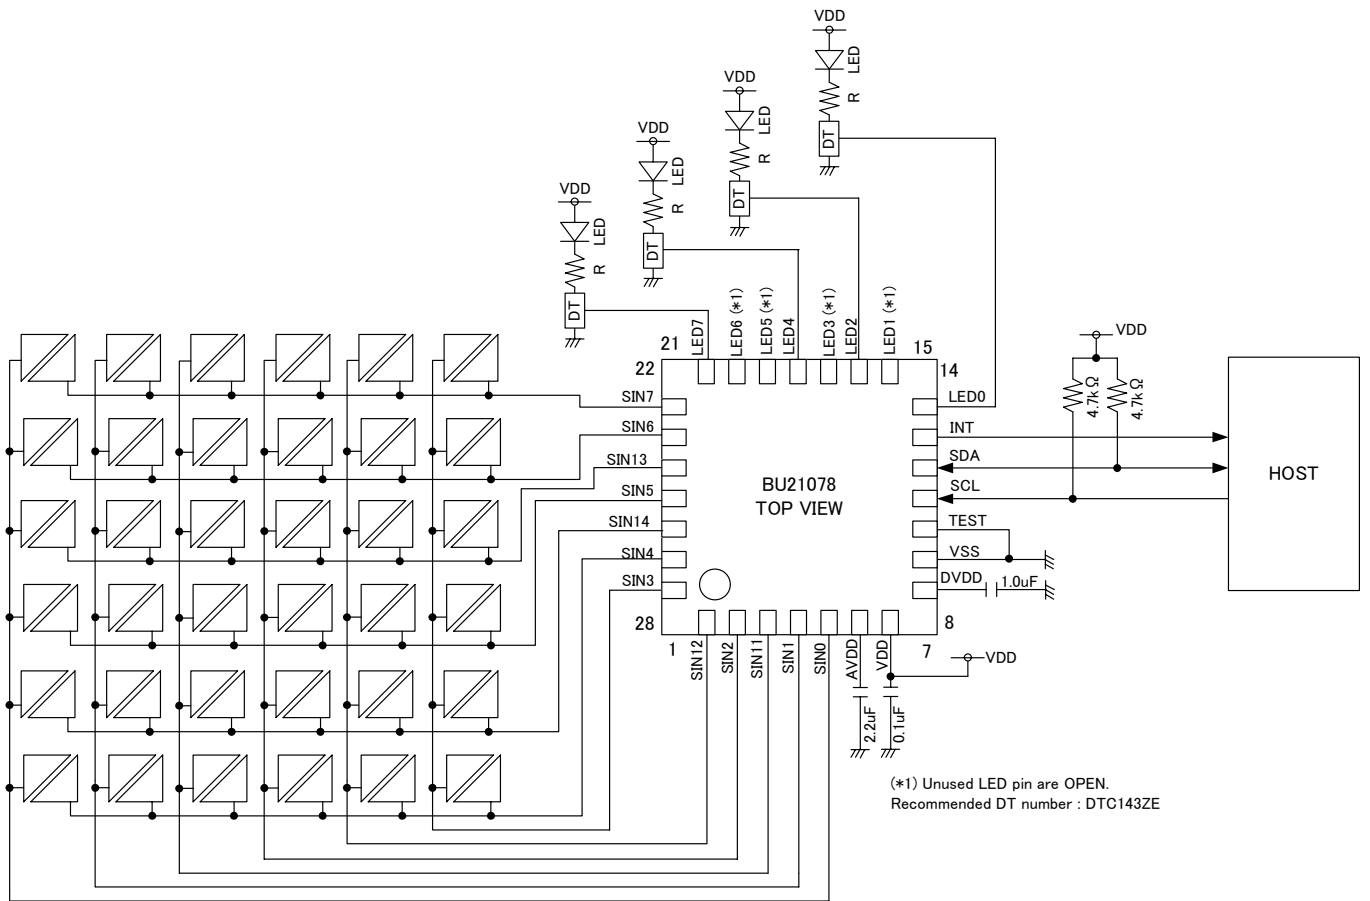 VDD
LED
R
DT
VDD
LED
R
DT
VDD
LED
R
DT
VDD
LED
R
DT
LED7
LED6 (*1)
LED5 (*1)
LED4
LED3 (*1)
LED2
LED1 (*1)
21
15
22
14
SIN7
SIN6
SIN13
SIN5
SIN14
SIN4
SIN3
BU21078
TOP VIEW
LED0
INT
SDA
SCL
TEST
VSS
DVDD
1.0uF
VDD
4.7kΩ
4.7kΩ
HOST
28
8
1
7
SIN12
SIN2
SIN11
SIN1
SIN0
AVDD
VDD
VDD
2.2uF
0.1uF
(*1) Unused LED pin are OPEN.
Recommended DT number : DTC143ZE